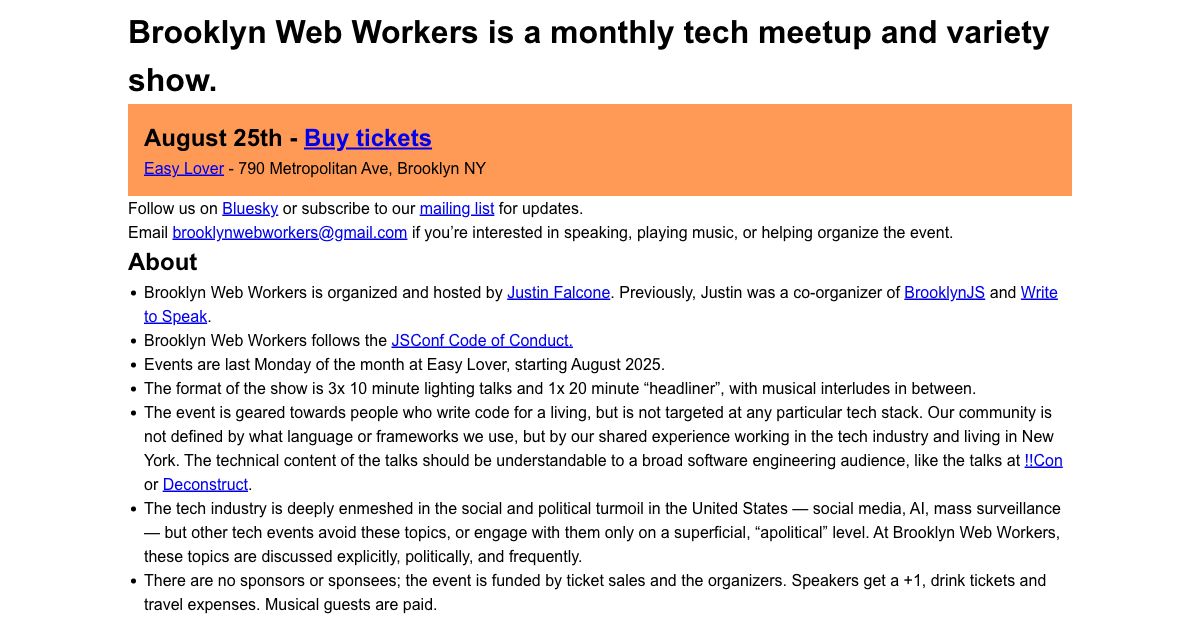 Brooklyn Web Workers is a monthly tech meetup and variety
show.
August 25th - Buy tickets
Easy Lover - 790 Metropolitan Ave, Brooklyn NY
Follow us on Bluesky or subscribe to our mailing list for updates.
Email brooklynwebworkers@gmail.com if you’re interested in speaking, playing music, or helping organize the event.
About
• Brooklyn Web Workers is organized and hosted by Justin Falcone. Previously, Justin was a co-organizer of BrooklynJS and Write
to Speak.
• Brooklyn Web Workers follows the JSConf Code of Conduct.
• Events are last Monday of the month at Easy Lover, starting August 2025.
• The format of the show is 3x 10 minute lighting talks and 1x 20 minute “headliner”, with musical interludes in between.
• The event is geared towards people who write code for a living, but is not targeted at any particular tech stack. Our community is
not defined by what language or frameworks we use, but by our shared experience working in the tech industry and living in New
York. The technical content of the talks should be understandable to a broad software engineering audience, like the talks at !!Con
or Deconstruct.
• The tech industry is deeply enmeshed in the social and political turmoil in the United States — social media, AI, mass surveillance
— but other tech events avoid these topics, or engage with them only on a superficial, “apolitical” level. At Brooklyn Web Workers,
these topics are discussed explicitly, politically, and frequently.
• There are no sponsors or sponsees; the event is funded by ticket sales and the organizers. Speakers get a +1, drink tickets and
travel expenses. Musical guests are paid.